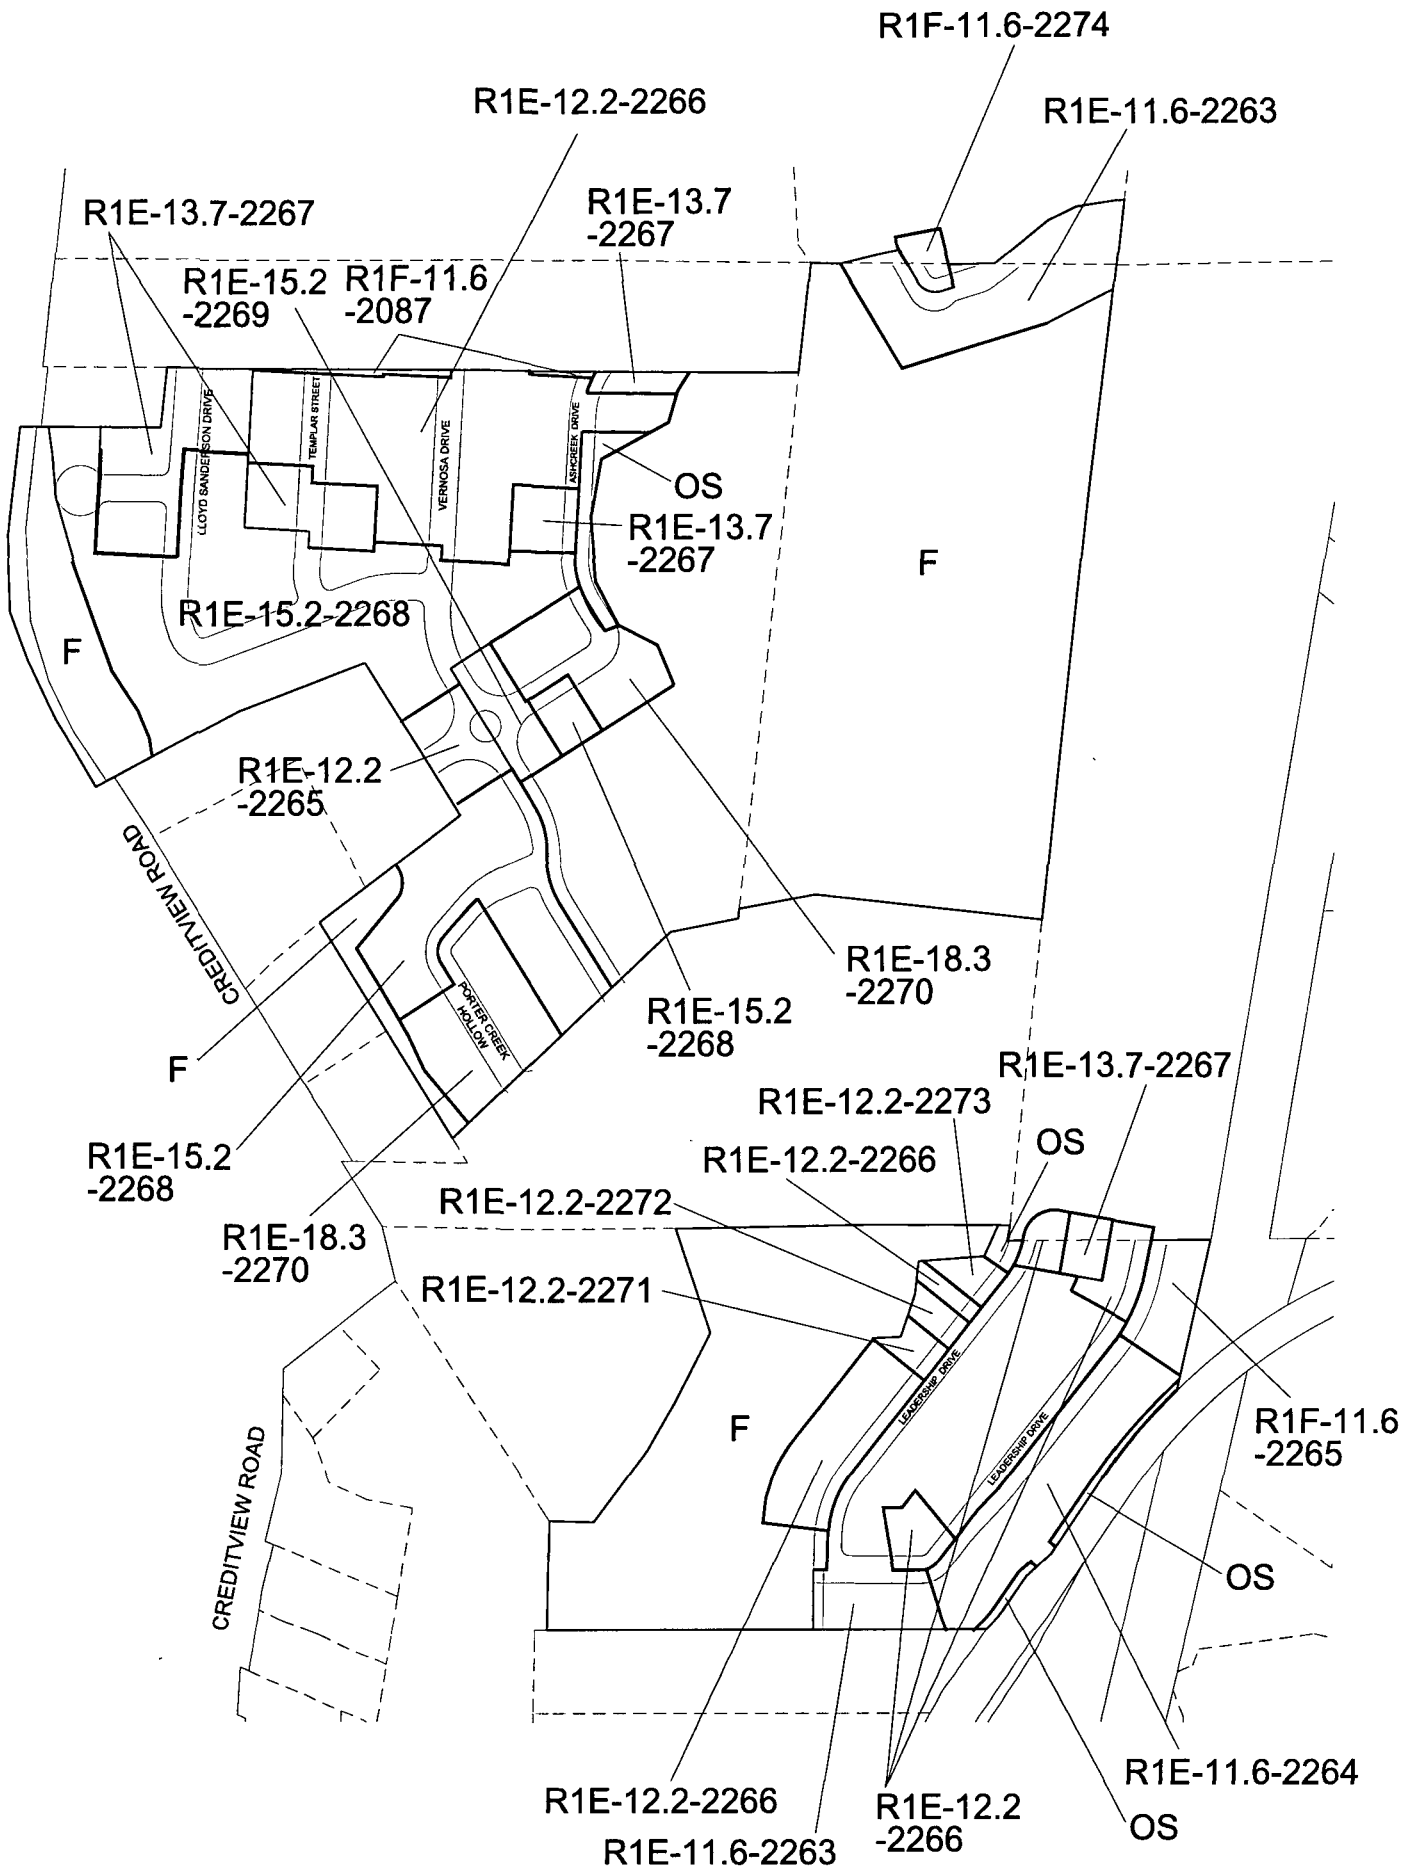 R1F-11.6-2274
R1E-12.2-2266
R1E-11.6-2263
R1E-13.7-2267
R1E-13.7
-2267
R1E-15.2
-2269
R1F-11.6
-2087
LLOYD SANDERSON DRIVE
TEMPLAR STREET
VERNOSA DRIVE
ASHCREEK DRIVE
OS
R1E-13.7
-2267
F
R1E-15.2-2268
F
R1E-12.2
-2265
CREDITVIEW ROAD
R1E-18.3
-2270
R1E-15.2
-2268
PORTER CREEK
HOLLOW
F
R1E-13.7-2267
R1E-12.2-2273
OS
R1E-15.2
-2268
R1E-12.2-2266
R1E-12.2-2272
R1E-18.3
-2270
R1E-12.2-2271
LEADERSHIP DRIVE
F
R1F-11.6
-2265
LEADERSHIP DRIVE
CREDITVIEW ROAD
OS
R1E-11.6-2264
R1E-12.2-2266
R1E-12.2
-2266
OS
R1E-11.6-2263